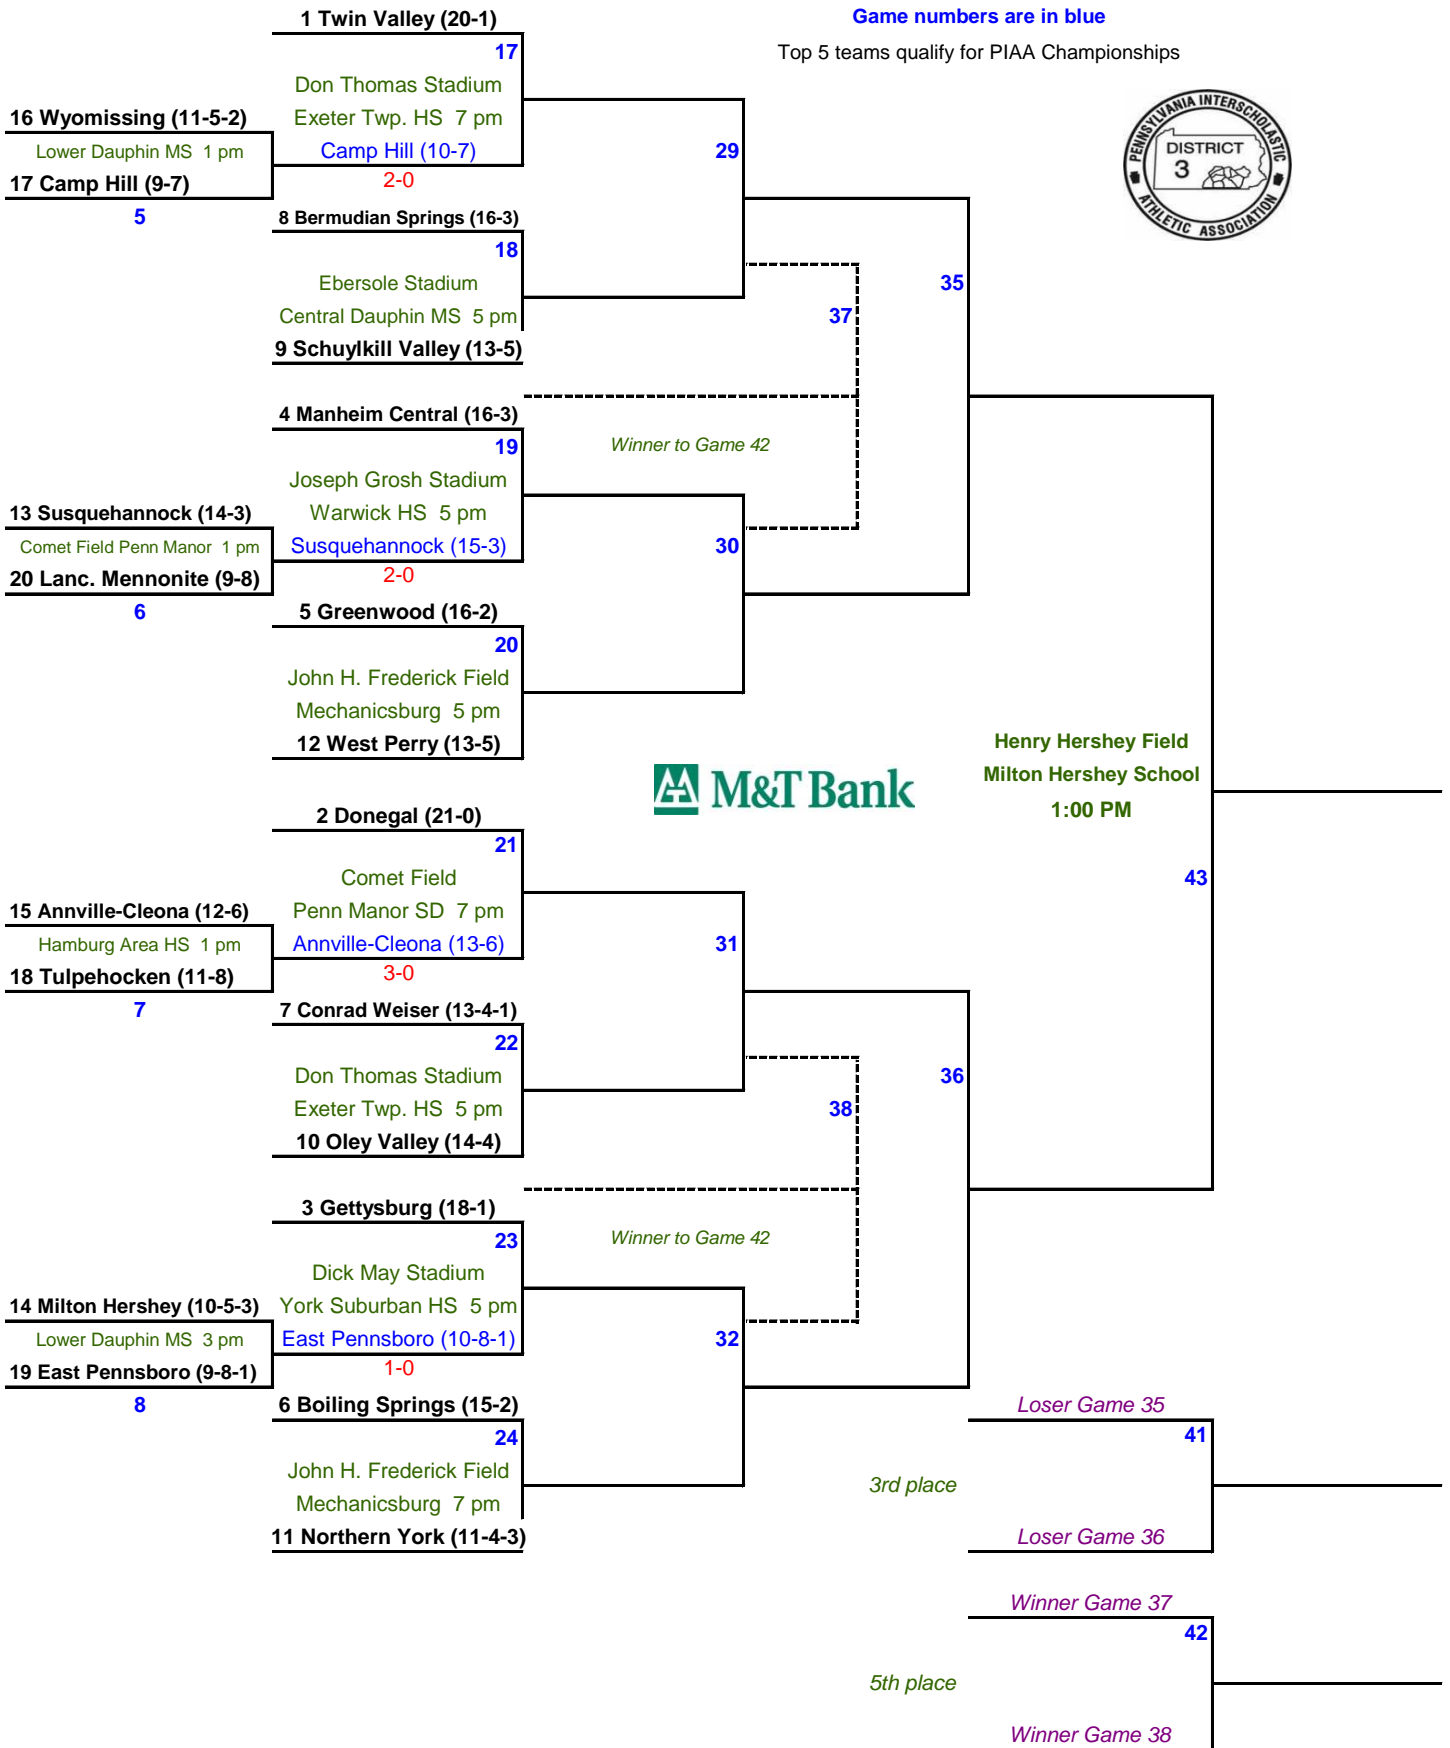 1 Twin Valley (20-1)
Game numbers are in blue
17
Top 5 teams qualify for PIAA Championships
Don Thomas Stadium
16 Wyomissing (11-5-2)
Exeter Twp. HS 7 pm
Lower Dauphin MS 1 pm
Camp Hill (10-7)
29
17 Camp Hill (9-7)
2-0
5
8 Bermudian Springs (16-3)
PENNSYLVANIA INTERSCHOLASTIC
DISTRICT
3
ATHLETIC ASSOCIATION
18
Ebersole Stadium
35
Central Dauphin MS 5 pm
37
9 Schuylkill Valley (13-5)
4 Manheim Central (16-3)
19
Winner to Game 42
Joseph Grosh Stadium
13 Susquehannock (14-3)
Warwick HS 5 pm
Comet Field Penn Manor 1 pm
Susquehannock (15-3)
30
20 Lanc. Mennonite (9-8)
2-0
6
5 Greenwood (16-2)
20
John H. Frederick Field
Mechanicsburg 5 pm
12 West Perry (13-5)
Henry Hershey Field
Milton Hershey School
1:00 PM
M&T Bank
2 Donegal (21-0)
21
Comet Field
43
15 Annville-Cleona (12-6)
Penn Manor SD 7 pm
Hamburg Area HS 1 pm
Annville-Cleona (13-6)
31
18 Tulpehocken (11-8)
3-0
7
7 Conrad Weiser (13-4-1)
22
Don Thomas Stadium
36
Exeter Twp. HS 5 pm
38
10 Oley Valley (14-4)
3 Gettysburg (18-1)
23
Winner to Game 42
Dick May Stadium
14 Milton Hershey (10-5-3)
York Suburban HS 5 pm
Lower Dauphin MS 3 pm
East Pennsboro (10-8-1)
32
19 East Pennsboro (9-8-1)
1-0
8
6 Boiling Springs (15-2)
Loser Game 35
24
41
John H. Frederick Field
3rd place
Mechanicsburg 7 pm
11 Northern York (11-4-3)
Loser Game 36
Winner Game 37
42
5th place
Winner Game 38